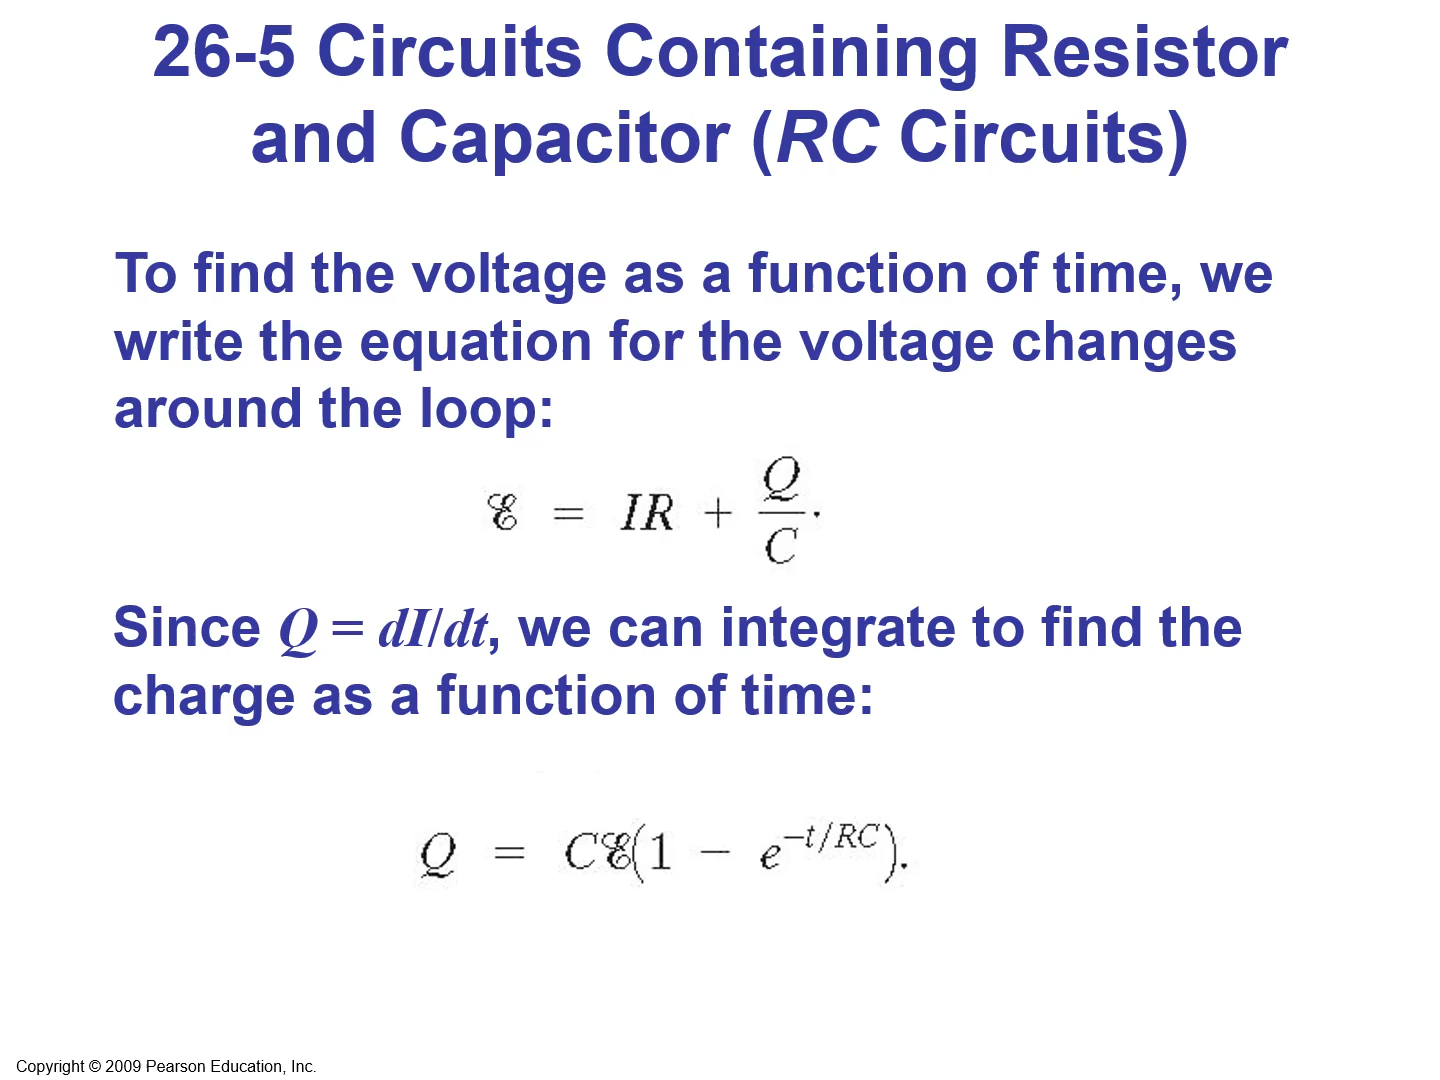 26-5 Circuits Containing Resistor
and Capacitor (RC Circuits)
To find the voltage as a function of time, we
write the equation for the voltage changes
around the loop:
ℰ = IR + Q/C.
Since Q = dI/dt, we can integrate to find the
charge as a function of time:
Q = Cℰ(1 − e^{−t/RC}).
Copyright © 2009 Pearson Education, Inc.